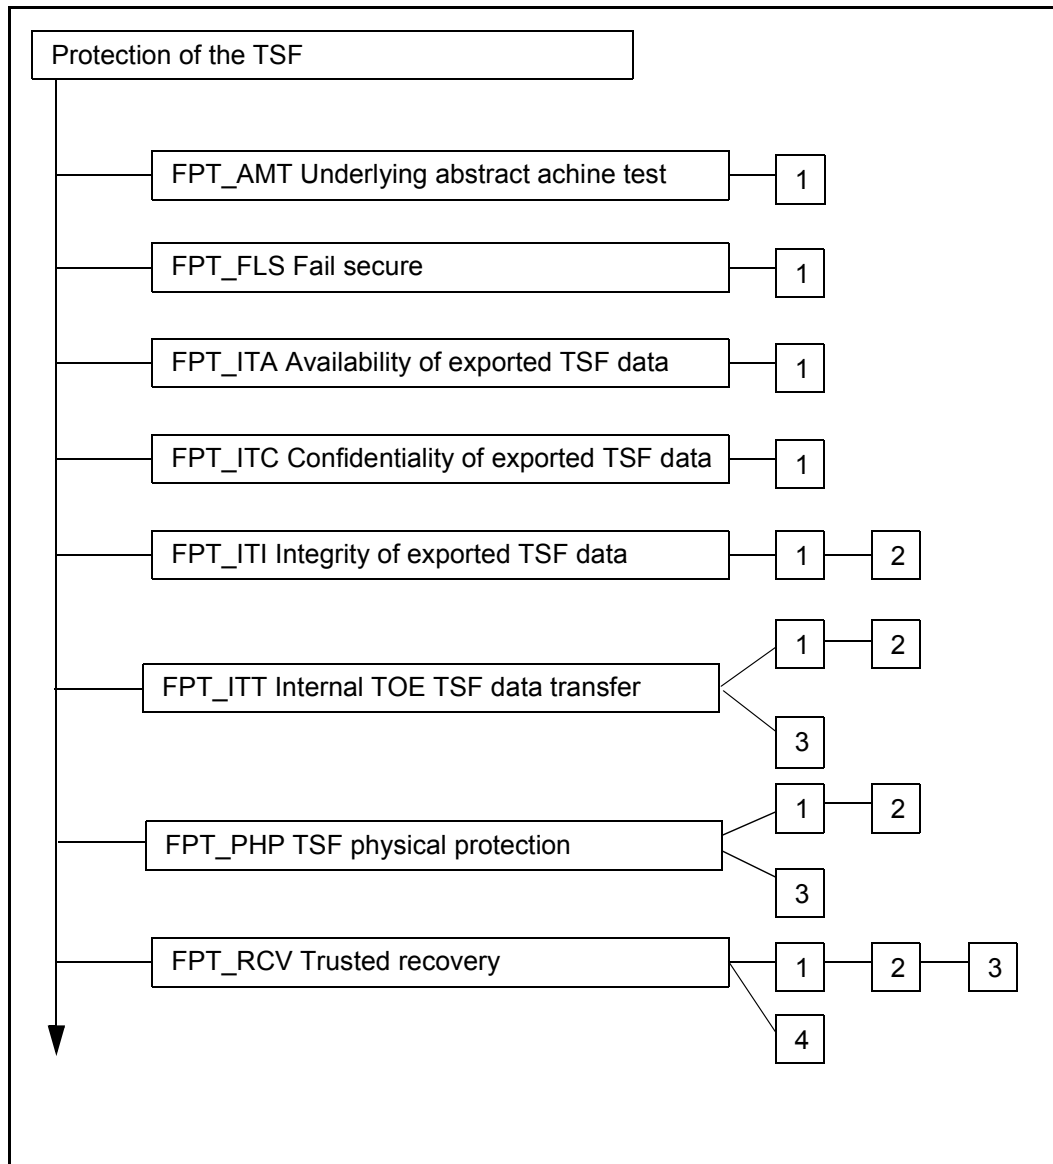 Protection of the TSF
FPT_AMT Underlying abstract achine test 1
FPT_FLS Fail secure 1
FPT_ITA Availability of exported TSF data 1
FPT_ITC Confidentiality of exported TSF data 1
FPT_ITI Integrity of exported TSF data 1 2
1 2
FPT_ITT Internal TOE TSF data transfer
3
1 2
FPT_PHP TSF physical protection
3
FPT_RCV Trusted recovery 1 2 3
4